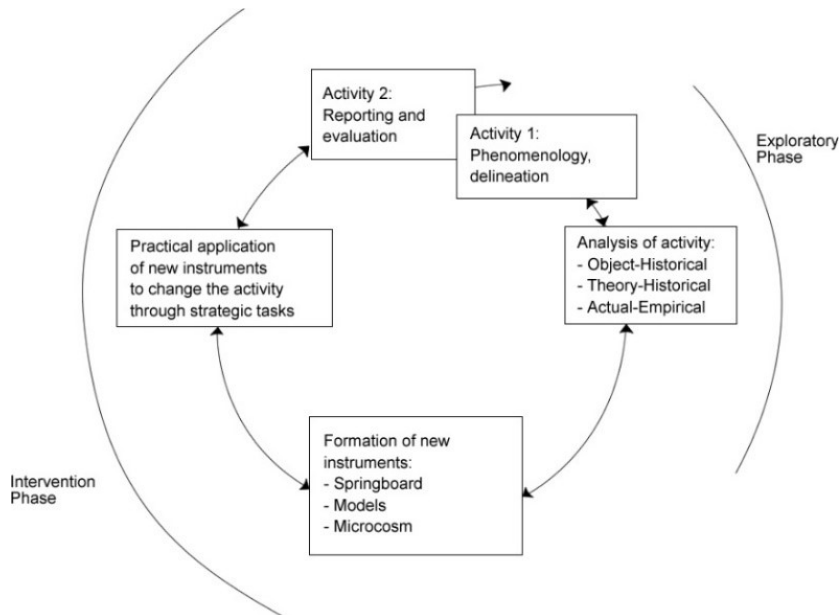 Activity 2:
Reporting and
evaluation
Activity 1:
Phenomenology,
delineation
Exploratory
Phase
Analysis of activity:
- Object-Historical
- Theory-Historical
- Actual-Empirical
Practical application
of new instruments
to change the activity
through strategic tasks
Formation of new
instruments:
- Springboard
- Models
- Microcosm
Intervention
Phase